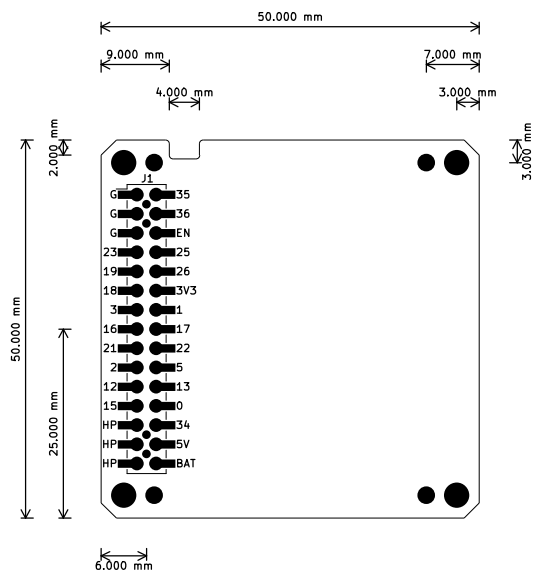 50.000 mm
9.000 mm
7.000 mm
4.000 mm
3.000 mm
2.000 mm
3.000 mm
J1
G 35
G 36
G EN
23 25
19 26
18 3V3
3 1
16 17
21 22
2 5
12 13
15 0
HP 34
HP 5V
HP BAT
50.000 mm
25.000 mm
6.000 mm